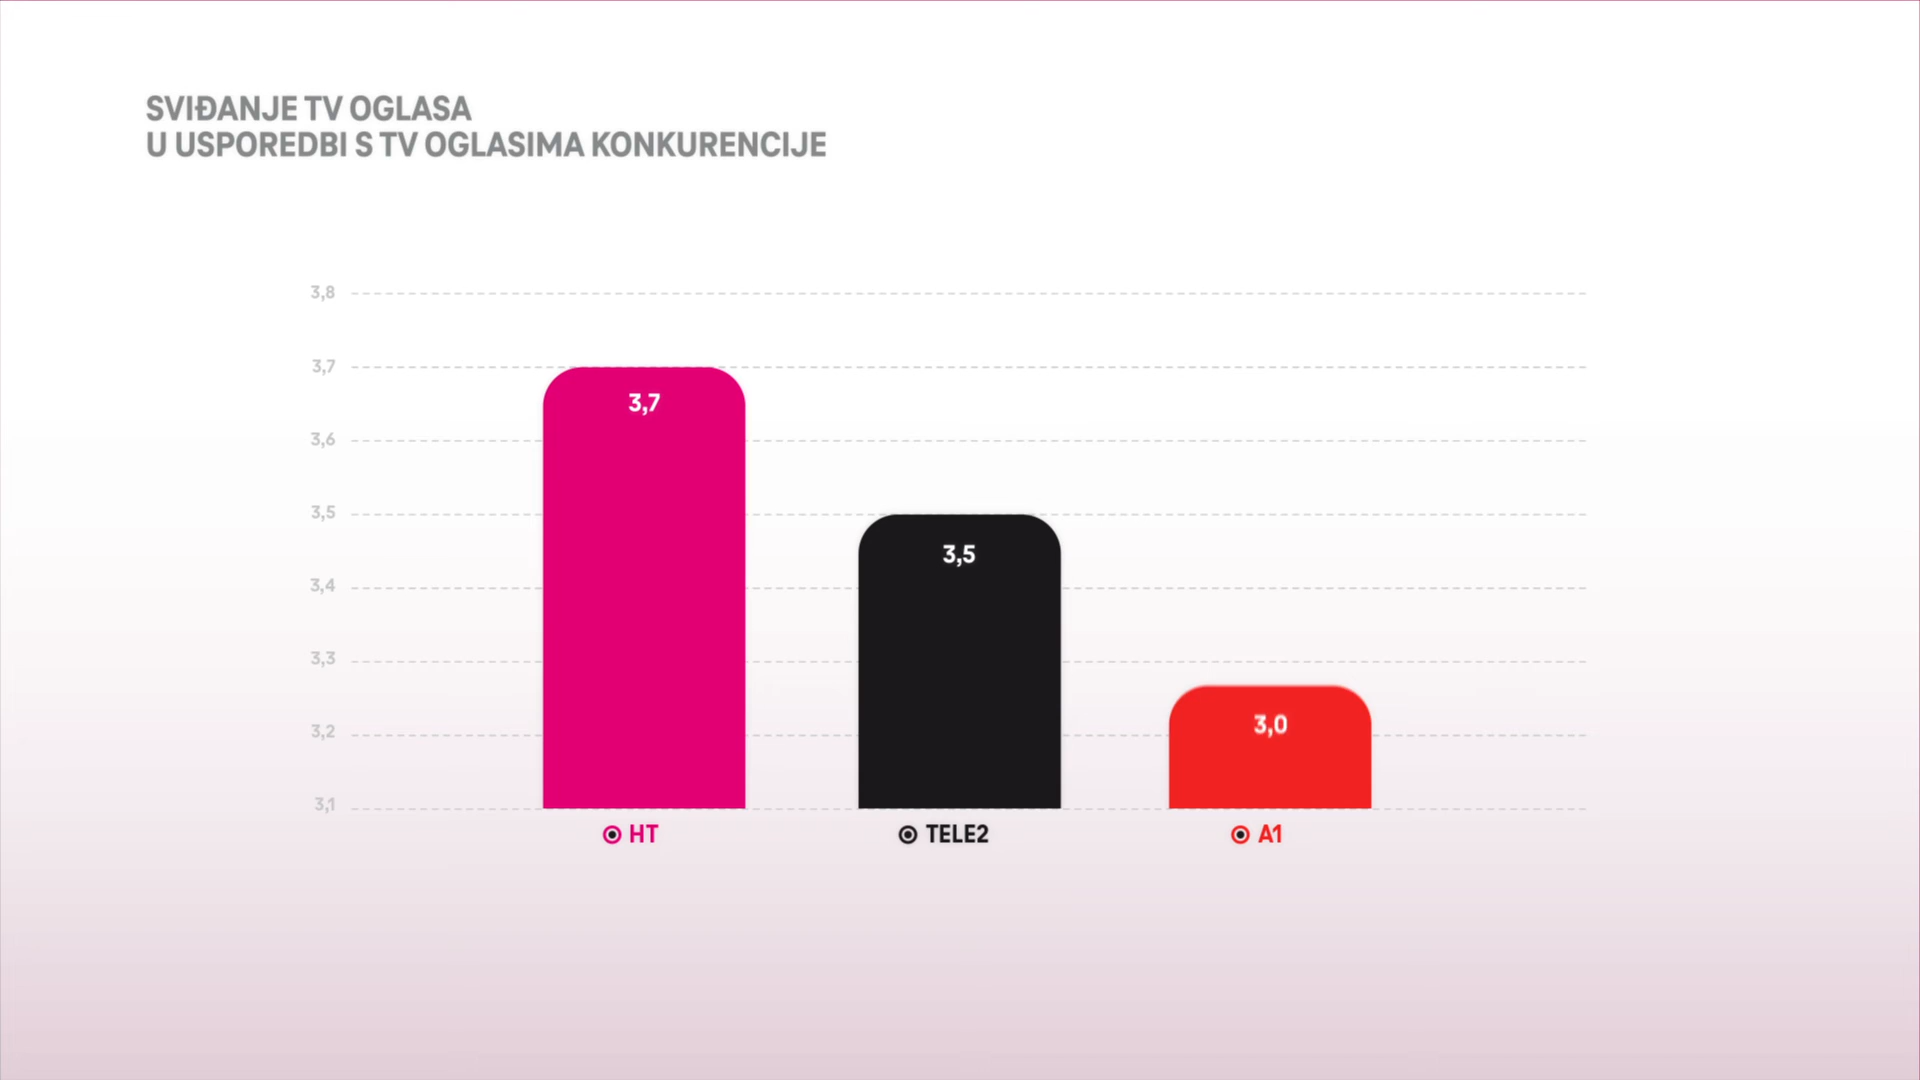 SVIĐANJE TV OGLASA
U USPOREDBI S TV OGLASIMA KONKURENCIJE
3,8
3,7
3,6
3,5
3,4
3,3
3,2
3,1
3,7
3,5
3,0
HT
TELE2
A1